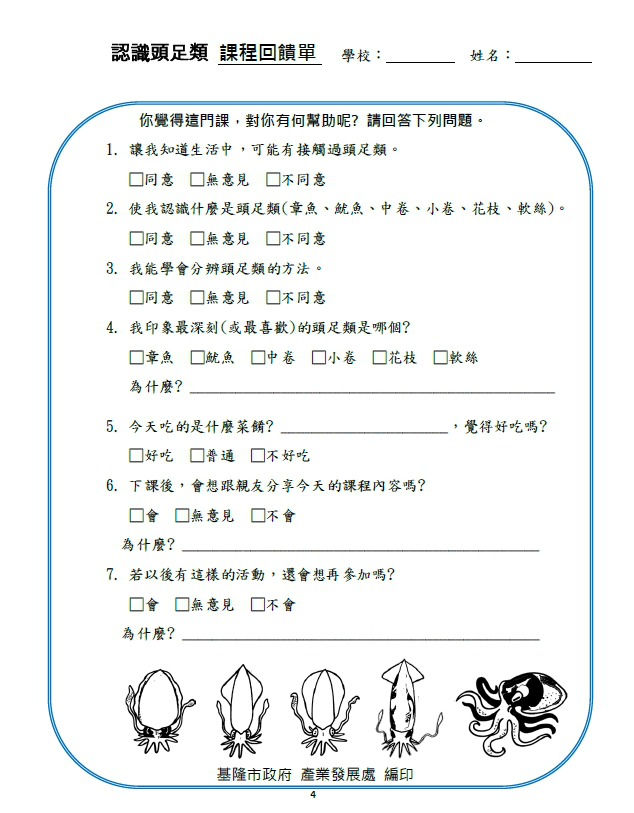 認識頭足類 課程回饋單 學校：________ 姓名：_________
你覺得這門課，對你有何幫助呢? 請回答下列問題。
1. 讓我知道生活中，可能有接觸過頭足類。
□同意 □無意見 □不同意
2. 使我認識什麼是頭足類(章魚、魷魚、中卷、小卷、花枝、軟絲)。
□同意 □無意見 □不同意
3. 我能學會分辨頭足類的方法。
□同意 □無意見 □不同意
4. 我印象最深刻(或最喜歡)的頭足類是哪個?
□章魚 □魷魚 □中卷 □小卷 □花枝 □軟絲
為什麼? ________________________________________
5. 今天吃的是什麼菜餚? ___________________，覺得好吃嗎?
□好吃 □普通 □不好吃
6. 下課後，會想跟親友分享今天的課程內容嗎?
□會 □無意見 □不會
為什麼? ________________________________________
7. 若以後有這樣的活動，還會想再參加嗎?
□會 □無意見 □不會
為什麼? ________________________________________
基隆市政府 產業發展處 編印
4